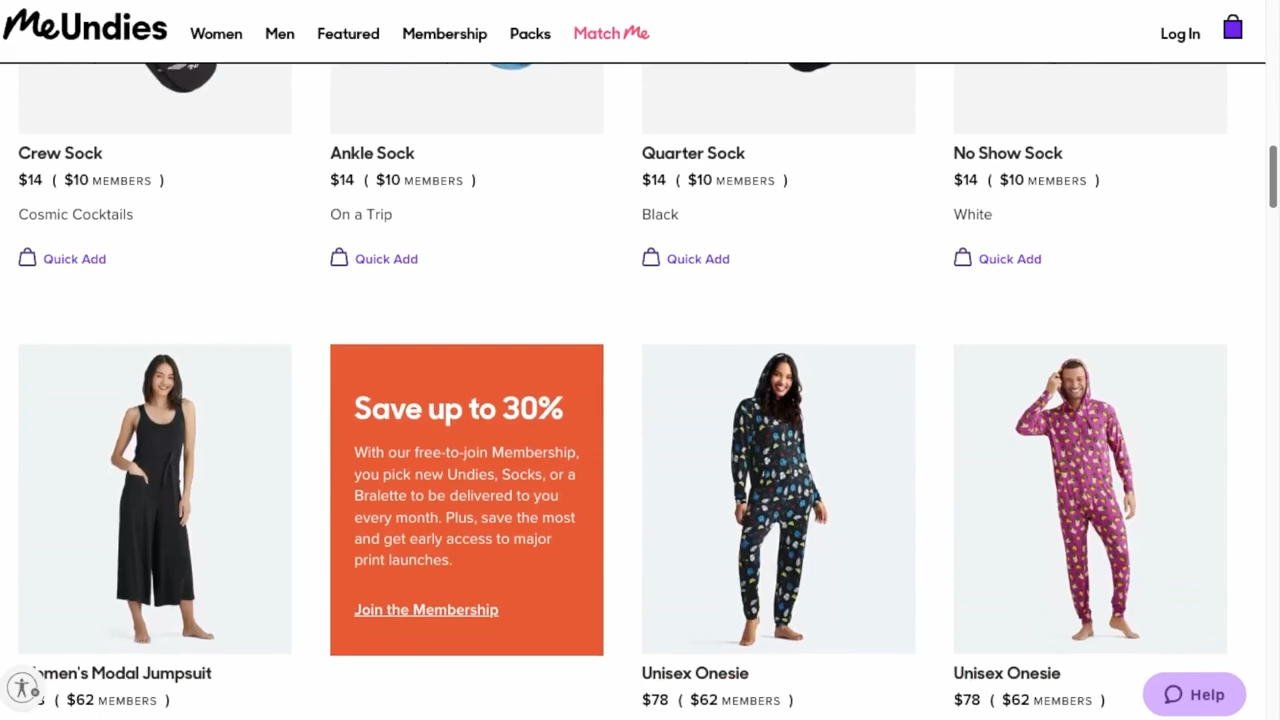 MeUndies
Women Men Featured Membership Packs MatchMe Log In
Crew Sock
$14 ( $10 MEMBERS )
Cosmic Cocktails
Quick Add
Ankle Sock
$14 ( $10 MEMBERS )
On a Trip
Quick Add
Quarter Sock
$14 ( $10 MEMBERS )
Black
Quick Add
No Show Sock
$14 ( $10 MEMBERS )
White
Quick Add
Save up to 30%
With our free-to-join Membership,
you pick new Undies, Socks, or a
Bralette to be delivered to you
every month. Plus, save the most
and get early access to major
print launches.
Join the Membership
Modal Jumpsuit
( $62 MEMBERS )
Unisex Onesie
$78 ( $62 MEMBERS )
Unisex Onesie
$78 ( $62 MEMBERS )
Help